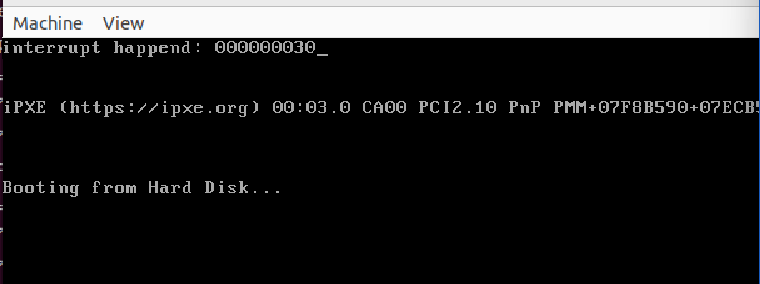 Machine View
interrupt happend: 000000030_
iPXE (https://ipxe.org) 00:03.0 CA00 PCI2.10 PnP PMM+07F8B590+07ECB5
Booting from Hard Disk...